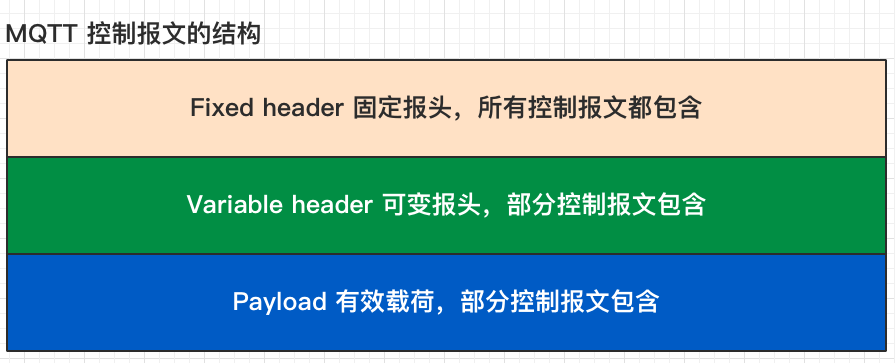 MQTT 控制报文的结构
Fixed header 固定报头，所有控制报文都包含
Variable header 可变报头，部分控制报文包含
Payload 有效载荷，部分控制报文包含